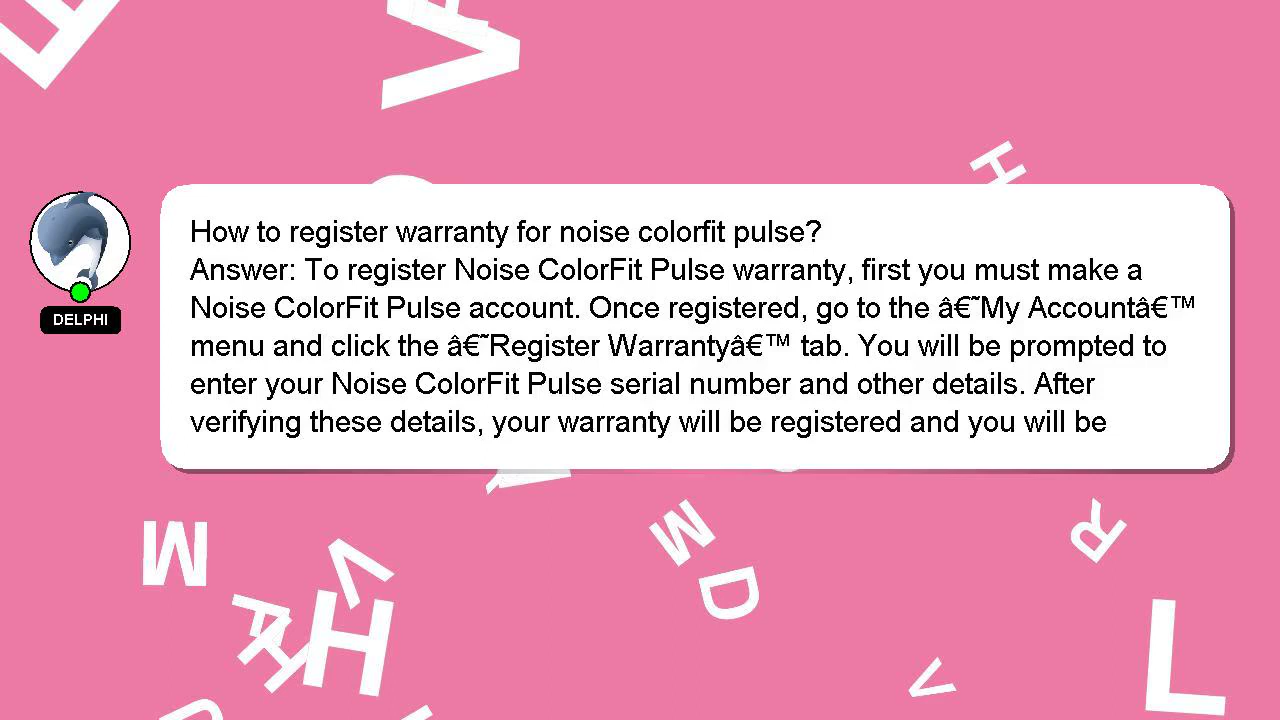 How to register warranty for noise colorfit pulse?
Answer: To register Noise ColorFit Pulse warranty, first you must make a
Noise ColorFit Pulse account. Once registered, go to the â€˜My Accountâ€™
menu and click the â€˜Register Warrantyâ€™ tab. You will be prompted to
enter your Noise ColorFit Pulse serial number and other details. After
verifying these details, your warranty will be registered and you will be
DELPHI
V
H
M
V
H
M
D
R
L
V